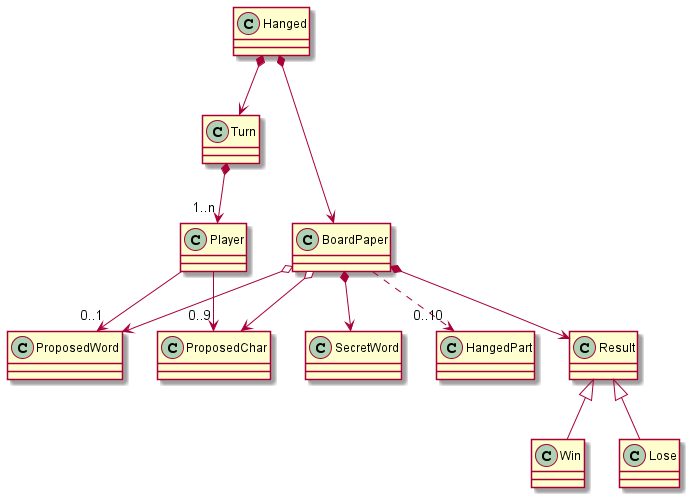 C Hanged
C Turn
1..n
C Player
C BoardPaper
0..1
0..9
0..10
C ProposedWord
C ProposedChar
C SecretWord
C HangedPart
C Result
C Win
C Lose